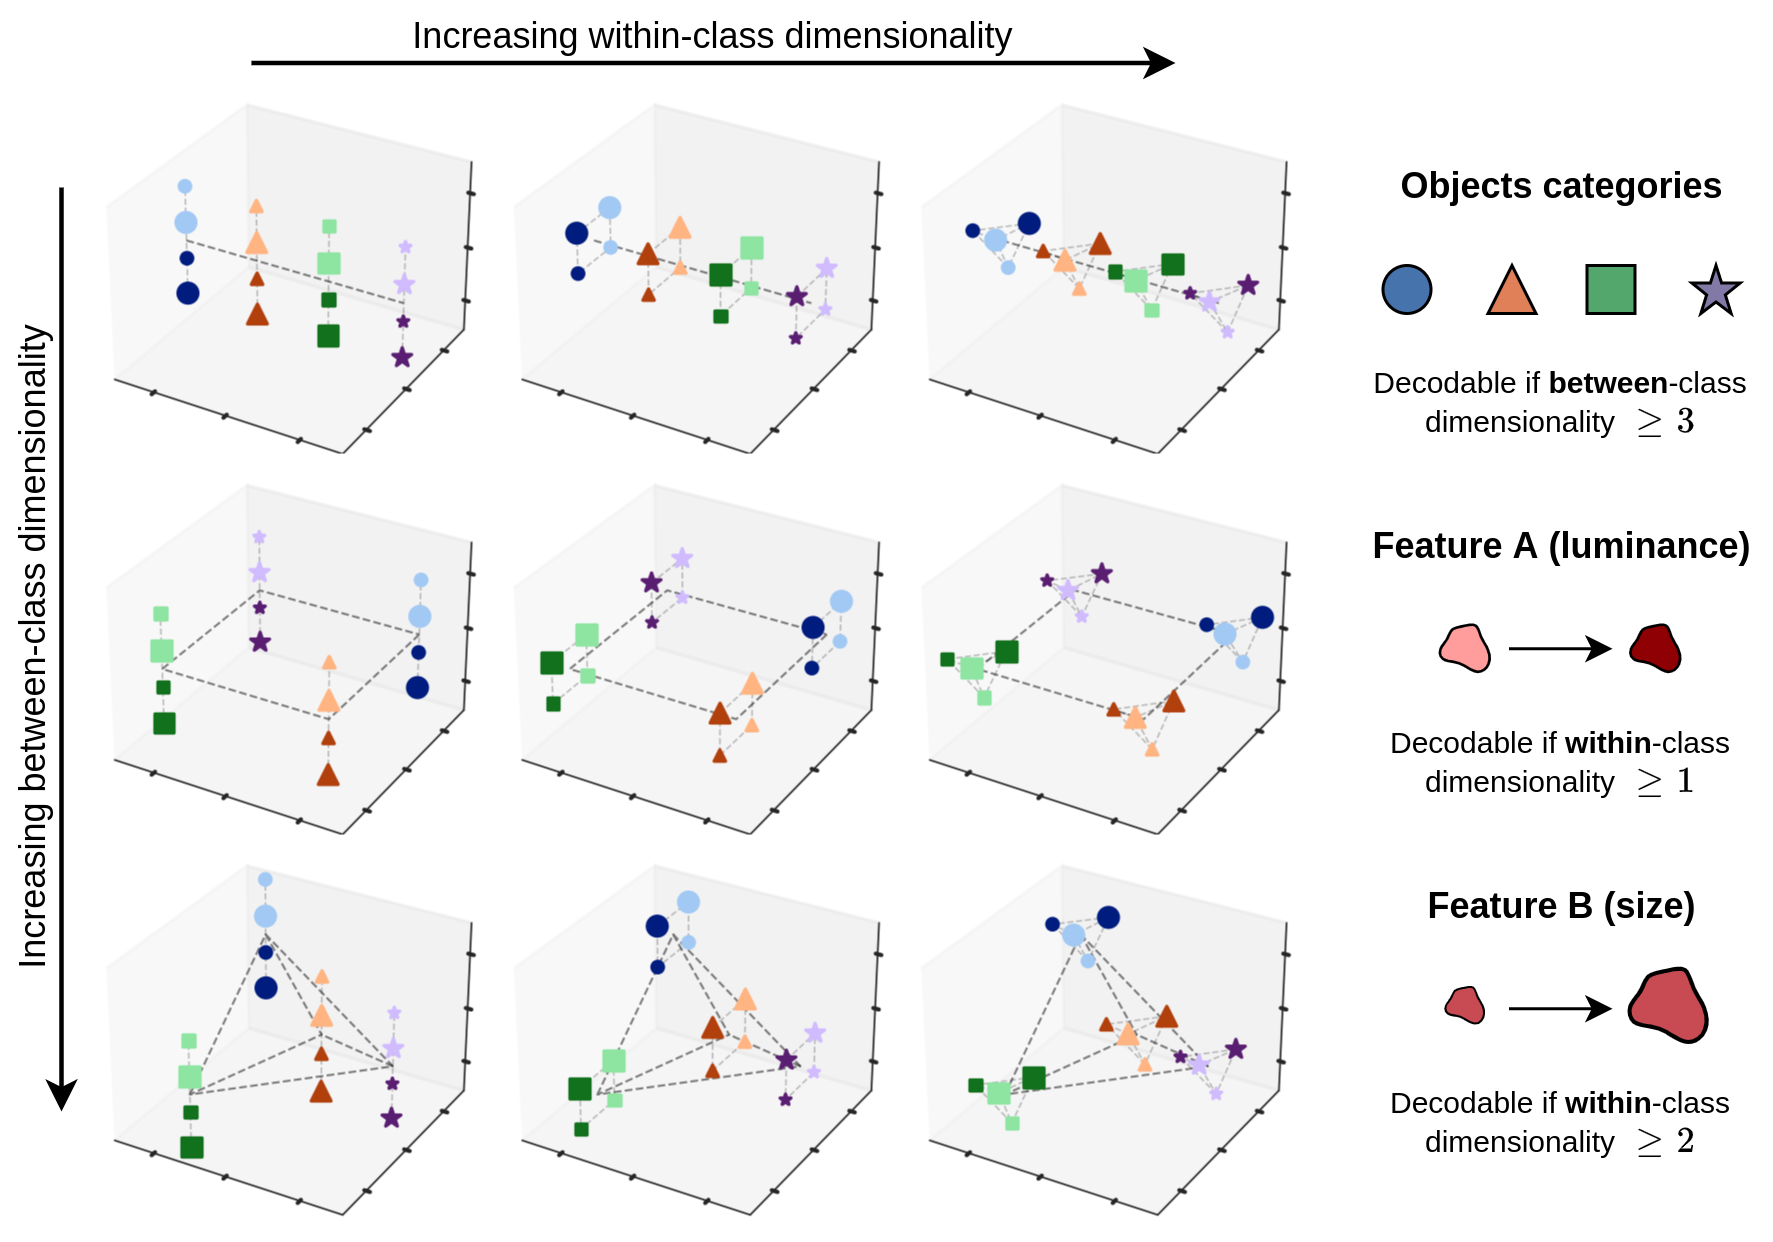 Increasing within-class dimensionality
Increasing between-class dimensionality
Objects categories
Decodable if between-class
dimensionality ≥ 3
Feature A (luminance)
Decodable if within-class
dimensionality ≥ 1
Feature B (size)
Decodable if within-class
dimensionality ≥ 2